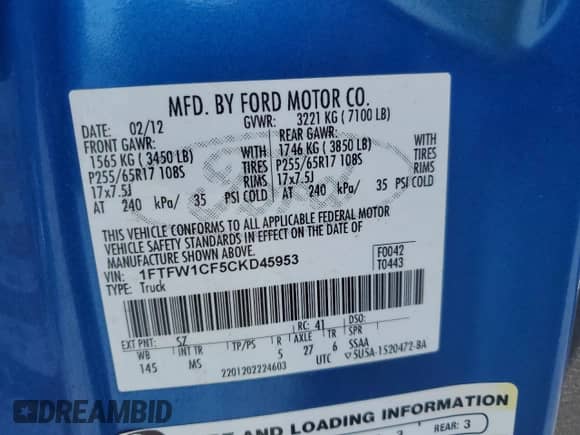 MFD. BY FORD MOTOR CO.
DATE: 02/12 GVWR: 3221 KG ( 7100 LB)
FRONT GAWR: REAR GAWR:
1565 KG ( 3450 LB) WITH 1746 KG ( 3850 LB) WITH
P255/65R17 108S TIRES P255/65R17 108S TIRES
17x7.5J RIMS 17x7.5J RIMS
AT 240 kPa/ 35 PSI COLD AT 240 kPa/ 35 PSI COLD
Ford
THIS VEHICLE CONFORMS TO ALL APPLICABLE FEDERAL MOTOR
VEHICLE SAFETY STANDARDS IN EFFECT ON THE DATE OF
MANUFACTURE SHOWN ABOVE.
VIN: 1FTFW1CF5CKD45953 F0042
TYPE: Truck T0443
EXT PNT: SZ RC: 41 DSO:
WB INT TR TP/PS R AXLE TR SPR
145 MS 5 27 6 SSAA
2201202224603 UTC 5U5A-1520472-BA
AND LOADING INFORMATION
3 REAR: 3
DREAMBID